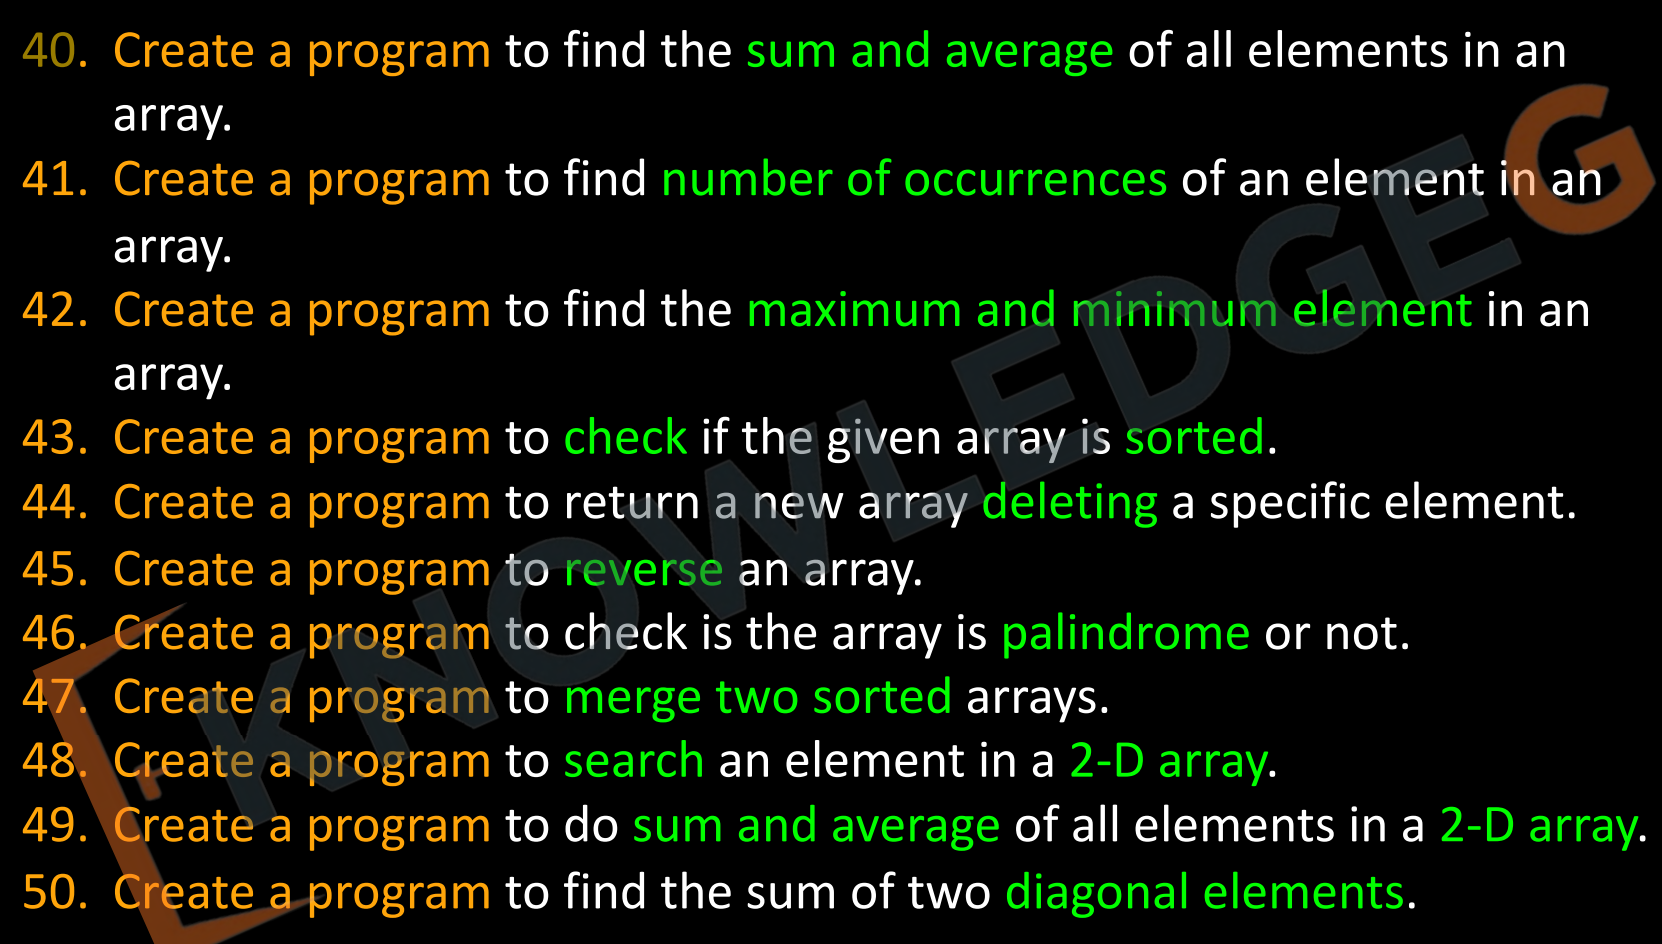 40. Create a program to find the sum and average of all elements in an
array.
41. Create a program to find number of occurrences of an element in an
array.
42. Create a program to find the maximum and minimum element in an
array.
43. Create a program to check if the given array is sorted.
44. Create a program to return a new array deleting a specific element.
45. Create a program to reverse an array.
46. Create a program to check is the array is palindrome or not.
47. Create a program to merge two sorted arrays.
48. Create a program to search an element in a 2-D array.
49. Create a program to do sum and average of all elements in a 2-D array.
50. Create a program to find the sum of two diagonal elements.
KNOWLEDGEG